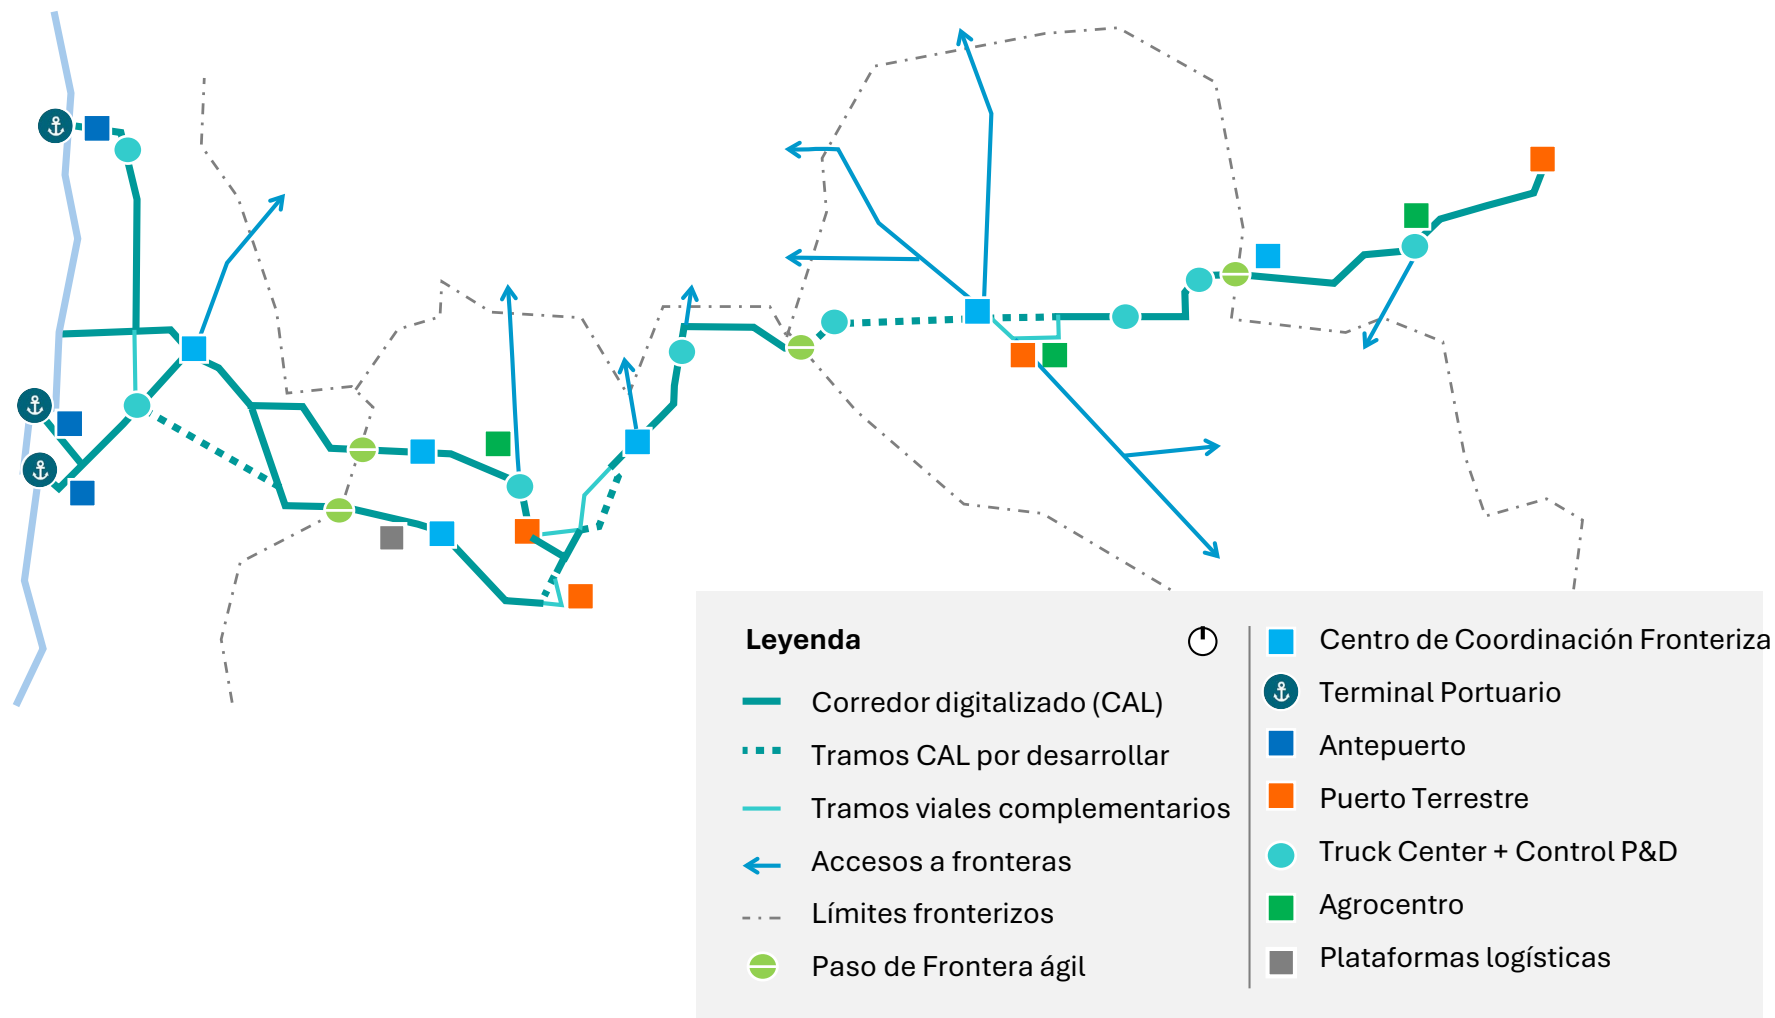 Leyenda
Corredor digitalizado (CAL)
Tramos CAL por desarrollar
Tramos viales complementarios
Accesos a fronteras
Límites fronterizos
Paso de Frontera ágil
Centro de Coordinación Fronteriza
Terminal Portuario
Antepuerto
Puerto Terrestre
Truck Center + Control P&D
Agrocentro
Plataformas logísticas